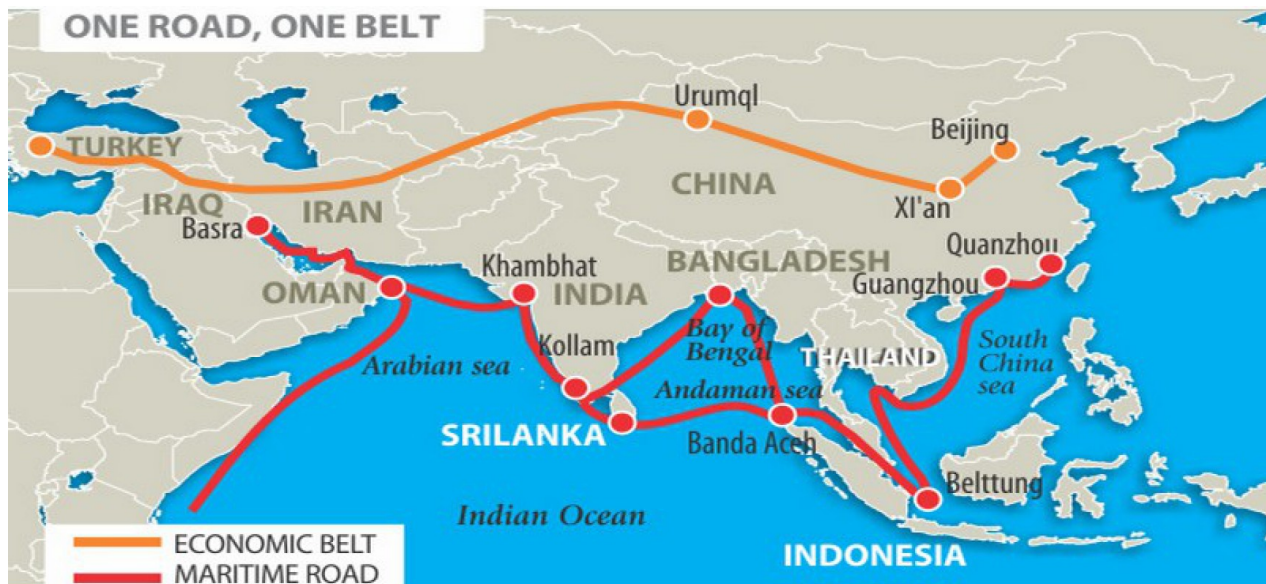 ONE ROAD, ONE BELT
Urumql
Beijing
TURKEY
CHINA
XI'an
IRAQ
IRAN
Basra
Quanzhou
BANGLADESH
Khambhat
Guangzhou
OMAN
INDIA
Bay of
Bengal
South
China
sea
Kollam
THAILAND
Arabian sea
Andaman sea
SRILANKA
Banda Aceh
Belttung
Indian Ocean
INDONESIA
ECONOMIC BELT
MARITIME ROAD